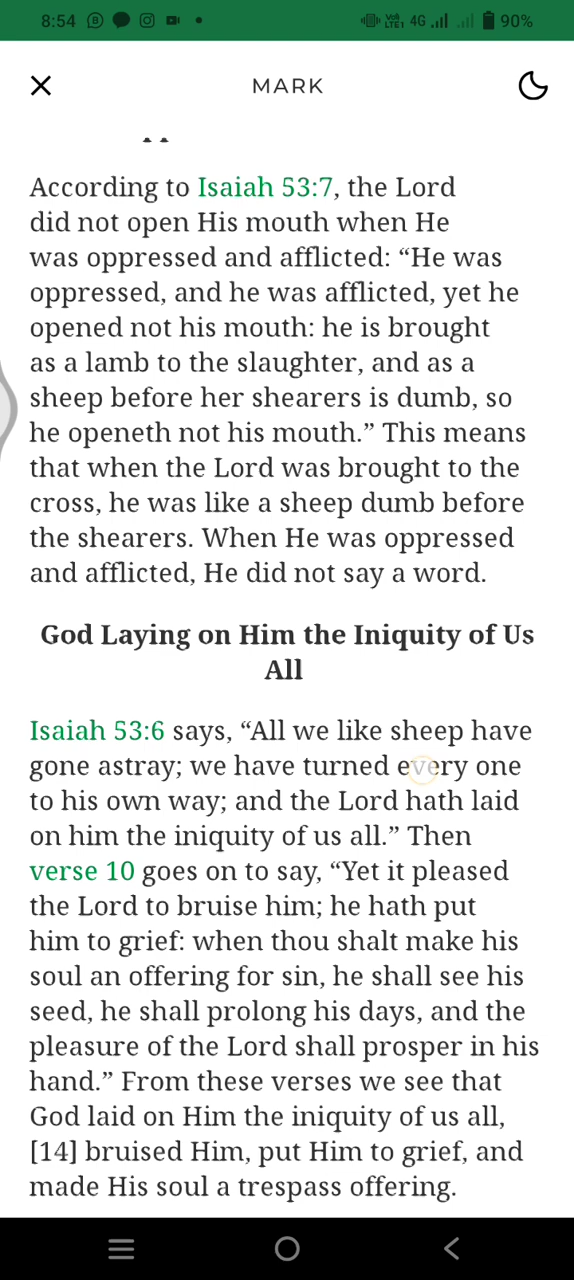 8:54
VoLTE1 4G 90%
MARK
According to Isaiah 53:7, the Lord
did not open His mouth when He
was oppressed and afflicted: “He was
oppressed, and he was afflicted, yet he
opened not his mouth: he is brought
as a lamb to the slaughter, and as a
sheep before her shearers is dumb, so
he openeth not his mouth.” This means
that when the Lord was brought to the
cross, he was like a sheep dumb before
the shearers. When He was oppressed
and afflicted, He did not say a word.
God Laying on Him the Iniquity of Us
All
Isaiah 53:6 says, “All we like sheep have
gone astray; we have turned every one
to his own way; and the Lord hath laid
on him the iniquity of us all.” Then
verse 10 goes on to say, “Yet it pleased
the Lord to bruise him; he hath put
him to grief: when thou shalt make his
soul an offering for sin, he shall see his
seed, he shall prolong his days, and the
pleasure of the Lord shall prosper in his
hand.” From these verses we see that
God laid on Him the iniquity of us all,
[14] bruised Him, put Him to grief, and
made His soul a trespass offering.